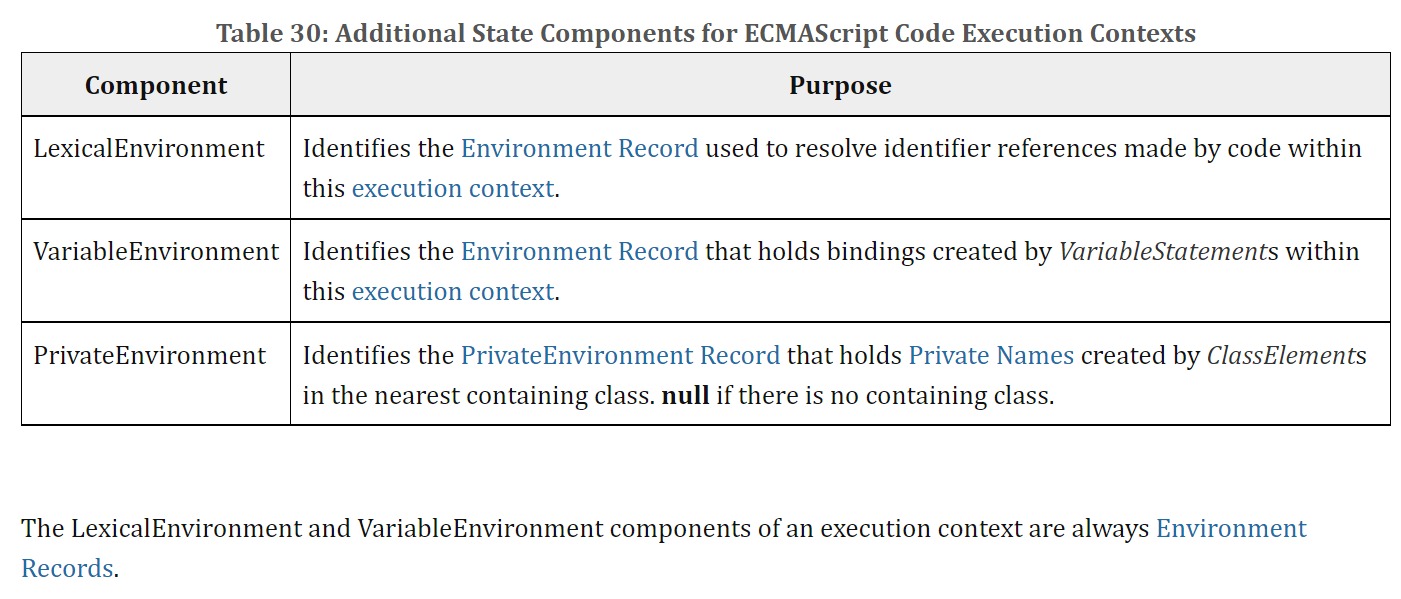 Table 30: Additional State Components for ECMAScript Code Execution Contexts
Component Purpose
LexicalEnvironment Identifies the Environment Record used to resolve identifier references made by code within
this execution context.
VariableEnvironment Identifies the Environment Record that holds bindings created by VariableStatements within
this execution context.
PrivateEnvironment Identifies the PrivateEnvironment Record that holds Private Names created by ClassElements
in the nearest containing class. null if there is no containing class.
The LexicalEnvironment and VariableEnvironment components of an execution context are always Environment
Records.